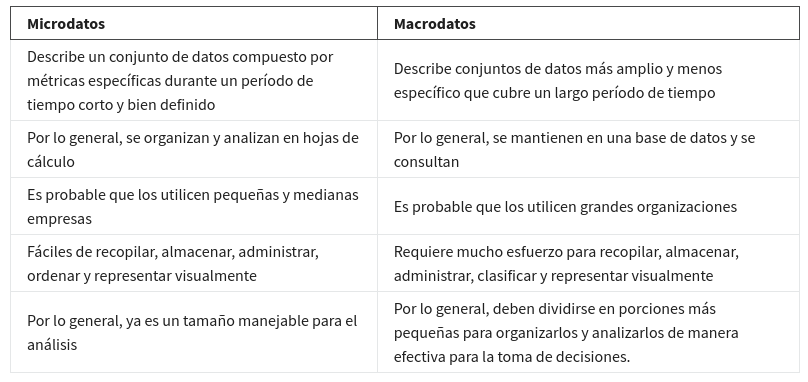 Microdatos
Macrodatos
Describe un conjunto de datos compuesto por
métricas específicas durante un período de
tiempo corto y bien definido
Describe conjuntos de datos más amplio y menos
específico que cubre un largo período de tiempo
Por lo general, se organizan y analizan en hojas de
cálculo
Por lo general, se mantienen en una base de datos y se
consultan
Es probable que los utilicen pequeñas y medianas
empresas
Es probable que los utilicen grandes organizaciones
Fáciles de recopilar, almacenar, administrar,
ordenar y representar visualmente
Requiere mucho esfuerzo para recopilar, almacenar,
administrar, clasificar y representar visualmente
Por lo general, ya es un tamaño manejable para el
análisis
Por lo general, deben dividirse en porciones más
pequeñas para organizarlos y analizarlos de manera
efectiva para la toma de decisiones.